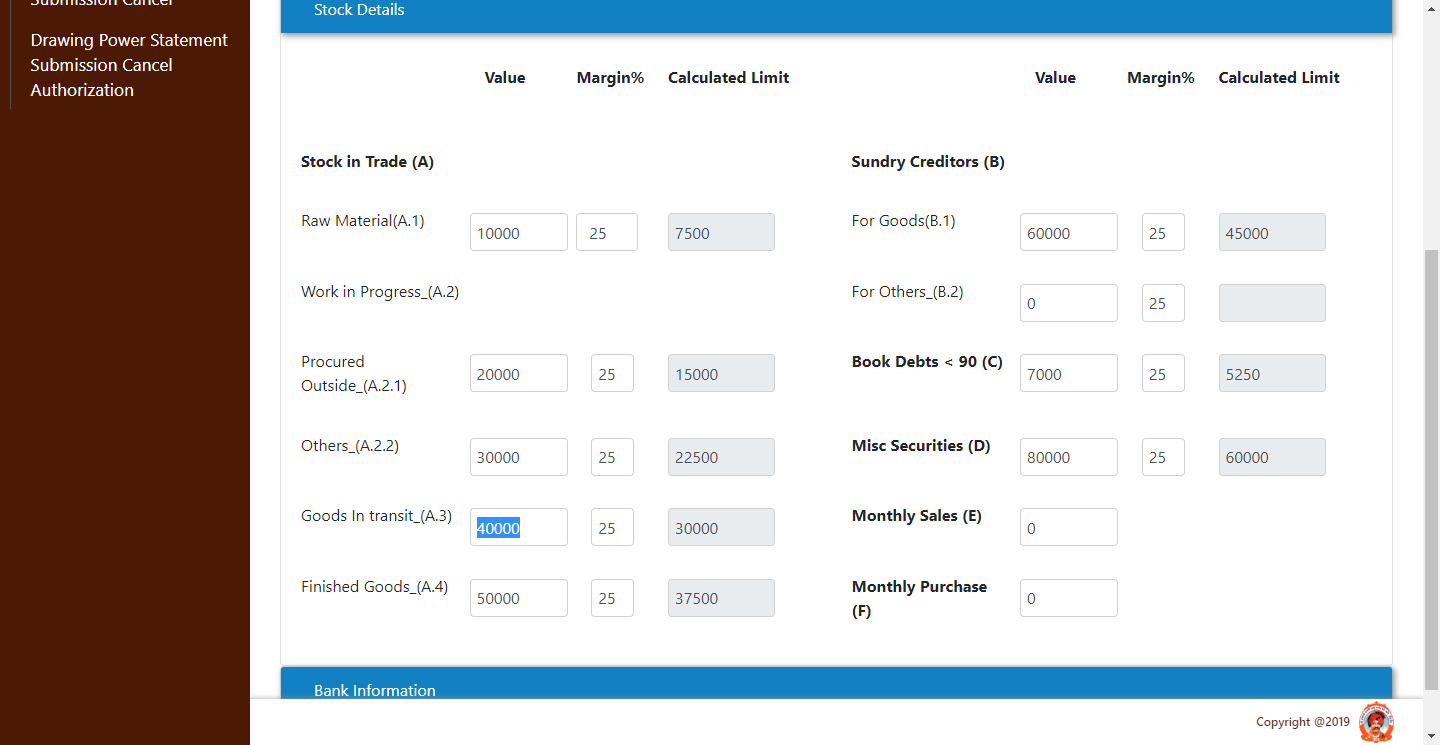 Submission Cancel
Drawing Power Statement
Submission Cancel
Authorization
Stock Details
Value Margin% Calculated Limit Value Margin% Calculated Limit
Stock in Trade (A) Sundry Creditors (B)
Raw Material(A.1) 10000 25 7500 For Goods(B.1) 60000 25 45000
Work in Progress_(A.2) For Others_(B.2) 0 25
Procured
Outside_(A.2.1) 20000 25 15000 Book Debts < 90 (C) 7000 25 5250
Others_(A.2.2) 30000 25 22500 Misc Securities (D) 80000 25 60000
Goods In transit_(A.3) 40000 25 30000 Monthly Sales (E) 0
Finished Goods_(A.4) 50000 25 37500 Monthly Purchase
(F) 0
Bank Information
Copyright @2019